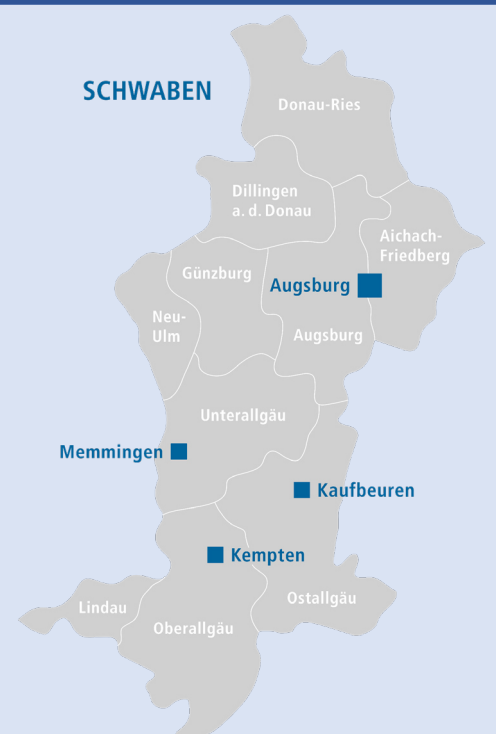 SCHWABEN
Donau-Ries
Dillingen
a. d. Donau
Aichach-
Friedberg
Günzburg
Augsburg
Neu-
Ulm
Augsburg
Unterallgäu
Memmingen
Kaufbeuren
Kempten
Ostallgäu
Lindau
Oberallgäu